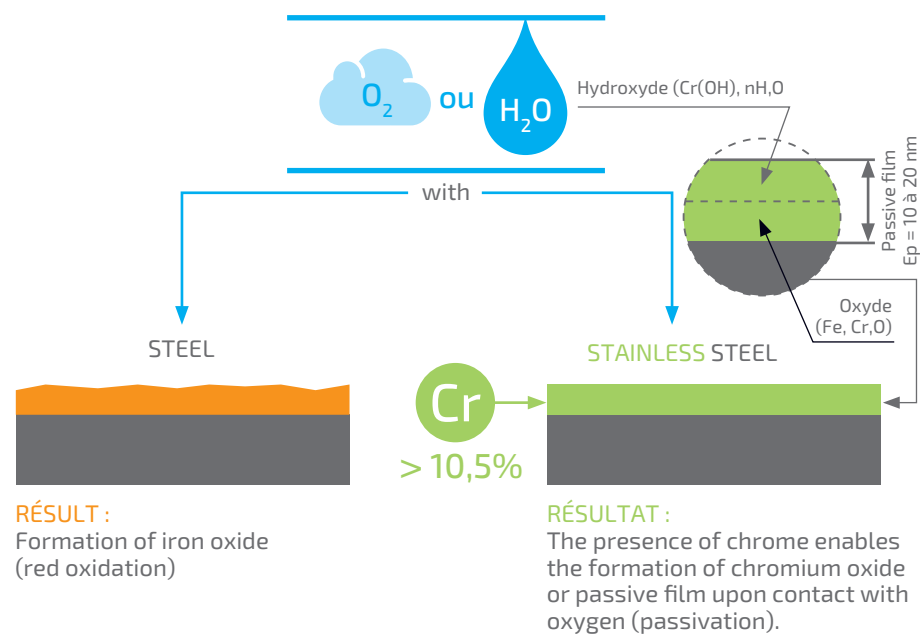 O2
ou
H2O
Hydroxyde (Cr(OH), nH,O
Passive film
Ep = 10 à 20 nm
with
Oxyde
(Fe, Cr,O)
STEEL
STAINLESS STEEL
Cr
> 10,5%
RÉSULT :
Formation of iron oxide
(red oxidation)
RÉSULTAT :
The presence of chrome enables
the formation of chromium oxide
or passive film upon contact with
oxygen (passivation).